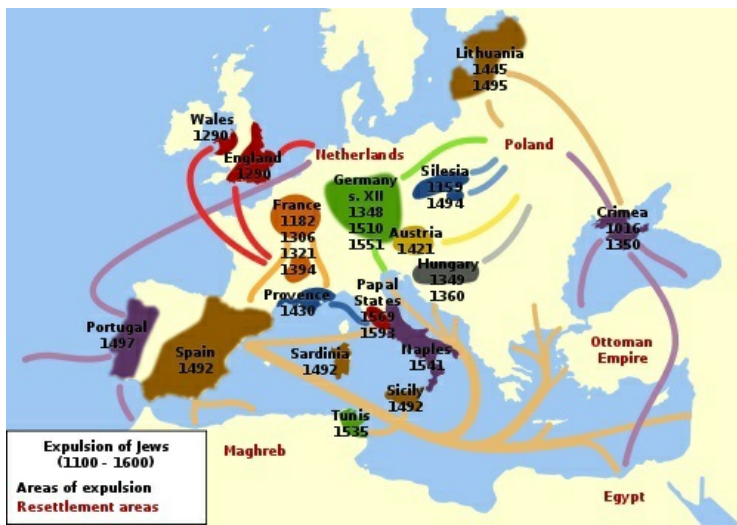 Lithuania
1445
1495
Wales
1290
England
1290
Netherlands
Poland
Germany
s. XII
1348
1510
1551
Silesia
1159
1494
France
1182
1306
1321
1394
Austria
1421
Crimea
1016
1350
Hungary
1349
1360
Provence
1430
Papal
States
1569
1593
Portugal
1497
Spain
1492
Sardinia
1492
Naples
1541
Ottoman
Empire
Sicily
1492
Tunis
1535
Maghreb
Egypt
Expulsion of Jews
(1100 - 1600)
Areas of expulsion
Resettlement areas